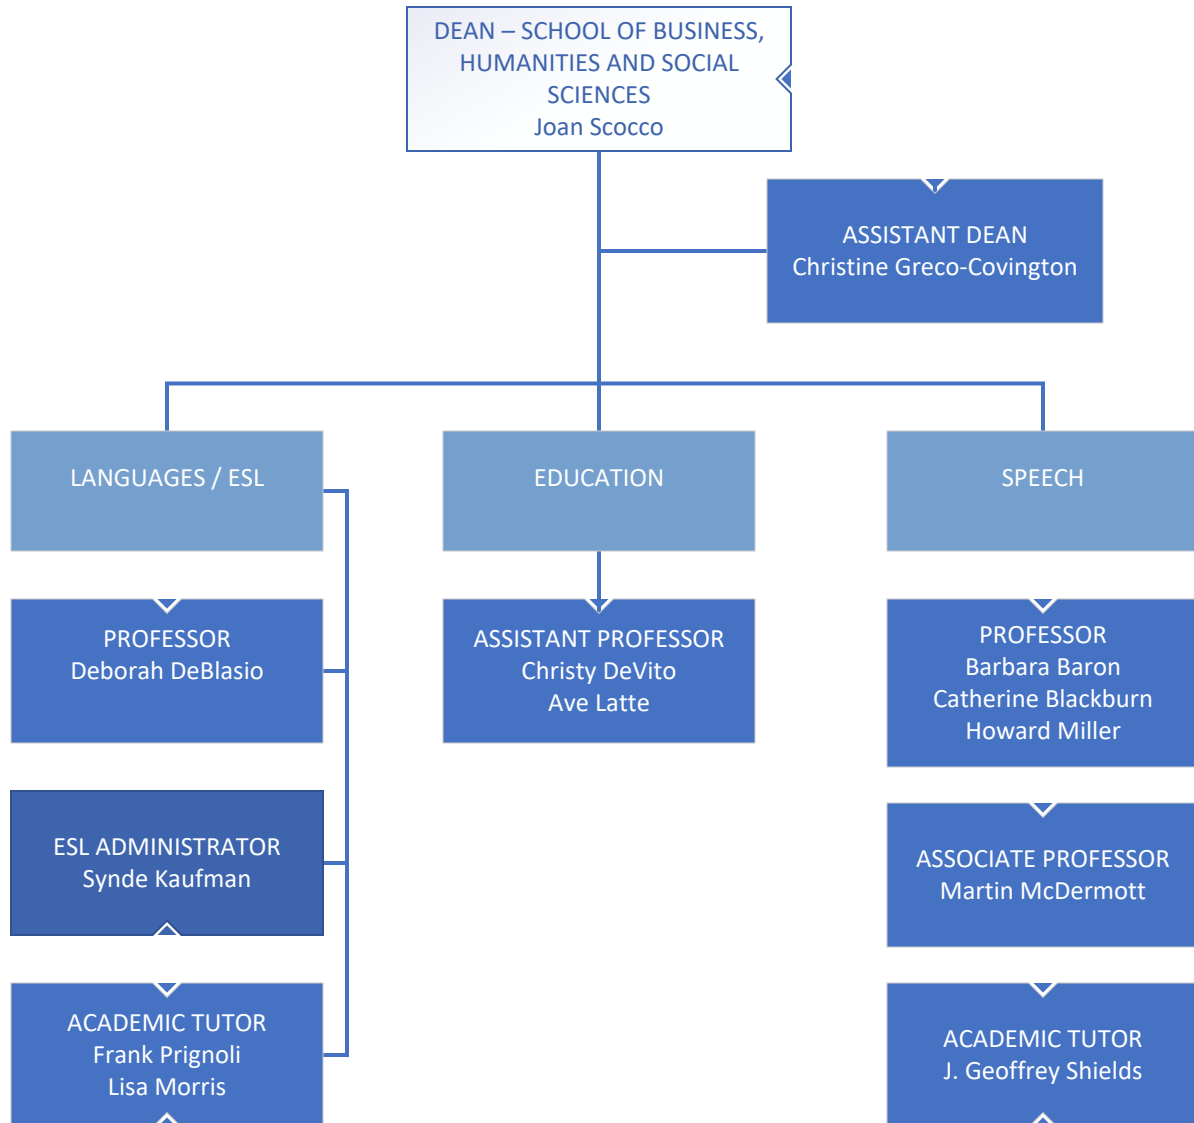 DEAN – SCHOOL OF BUSINESS,
HUMANITIES AND SOCIAL
SCIENCES
Joan Scocco
ASSISTANT DEAN
Christine Greco-Covington
LANGUAGES / ESL
EDUCATION
SPEECH
PROFESSOR
Deborah DeBlasio
ASSISTANT PROFESSOR
Christy DeVito
Ave Latte
PROFESSOR
Barbara Baron
Catherine Blackburn
Howard Miller
ESL ADMINISTRATOR
Synde Kaufman
ASSOCIATE PROFESSOR
Martin McDermott
ACADEMIC TUTOR
Frank Prignoli
Lisa Morris
ACADEMIC TUTOR
J. Geoffrey Shields